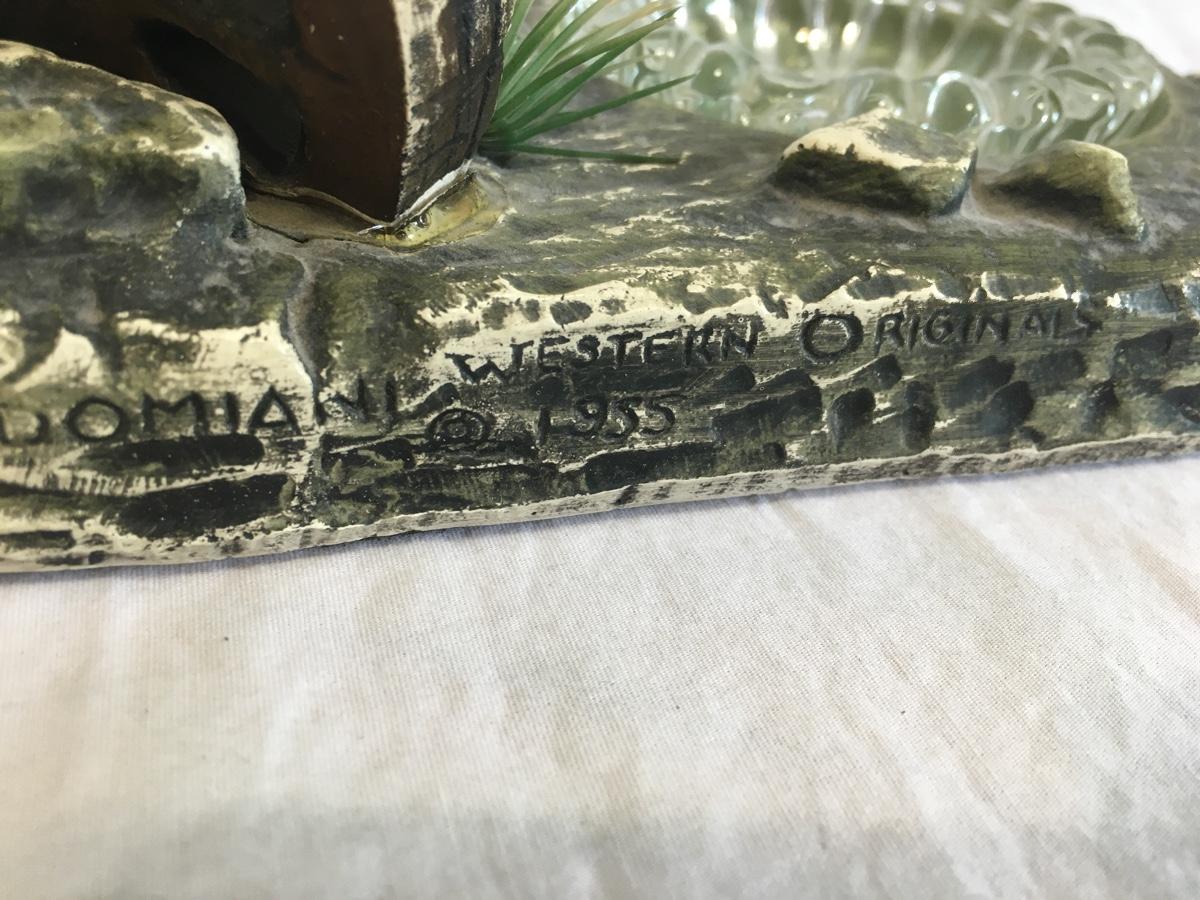 DOMIANI WESTERN ORIGINALS
© 1955